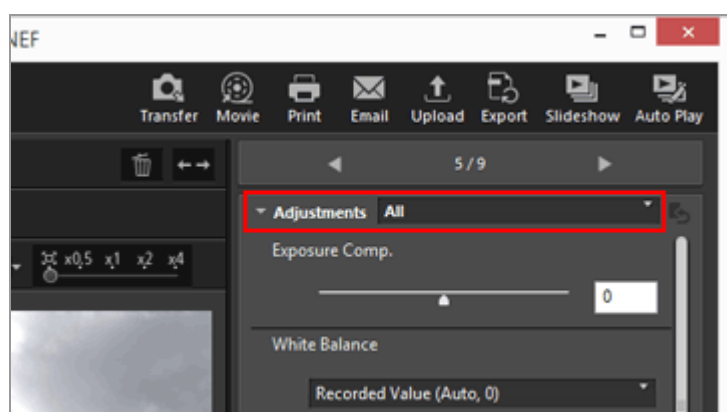 NEF
Transfer Movie Print Email Upload Export Slideshow Auto Play
5/9
Adjustments All
x0,5 x1 x2 x4
Exposure Comp.
0
White Balance
Recorded Value (Auto, 0)